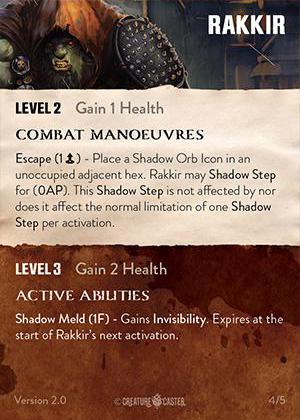 RAKKIR
LEVEL 2 Gain 1 Health
COMBAT MANOEUVRES
Escape (1) - Place a Shadow Orb Icon in an
unoccupied adjacent hex. Rakkir may Shadow Step
for (0AP). This Shadow Step is not affected by nor
does it affect the normal limitation of one Shadow
Step per activation.
LEVEL 3 Gain 2 Health
ACTIVE ABILITIES
Shadow Meld (1F) - Gains Invisibility. Expires at the
start of Rakkir's next activation.
Version 2.0 © CREATURE CASTER 4/5